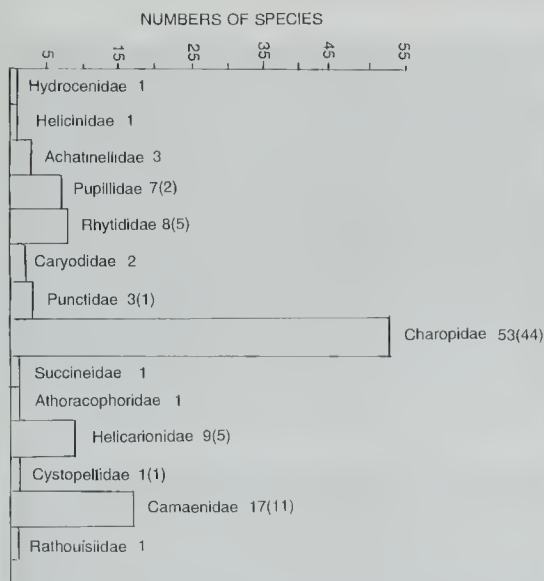 NUMBERS OF SPECIES
5 15 25 35 45 55
Hydrocenidae 1
Helicinidae 1
Achatinellidae 3
Pupillidae 7(2)
Rhytididae 8(5)
Caryodidae 2
Punctidae 3(1)
Charopidae 53(44)
Succineidae 1
Athoracophoridae 1
Helicarionidae 9(5)
Cystopellidae 1(1)
Camaenidae 17(11)
Rathouisiidae 1